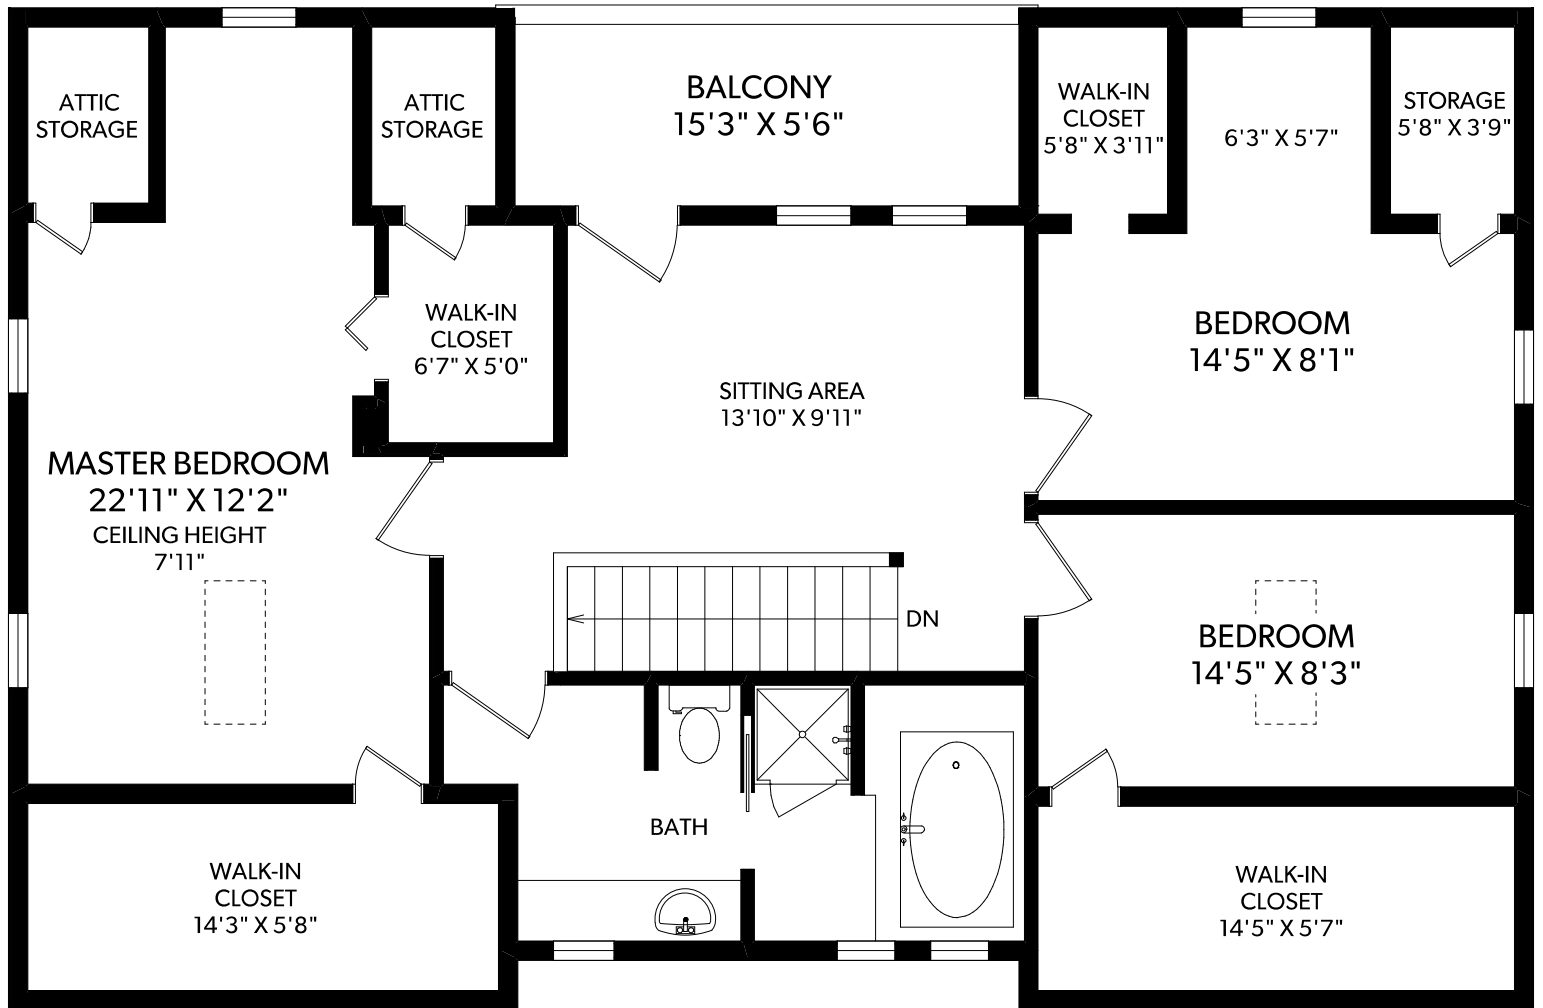 ATTIC
STORAGE
ATTIC
STORAGE
BALCONY
15'3" X 5'6"
WALK-IN
CLOSET
5'8" X 3'11"
6'3" X 5'7"
STORAGE
5'8" X 3'9"
WALK-IN
CLOSET
6'7" X 5'0"
SITTING AREA
13'10" X 9'11"
BEDROOM
14'5" X 8'1"
MASTER BEDROOM
22'11" X 12'2"
CEILING HEIGHT
7'11"
DN
BEDROOM
14'5" X 8'3"
BATH
WALK-IN
CLOSET
14'3" X 5'8"
WALK-IN
CLOSET
14'5" X 5'7"